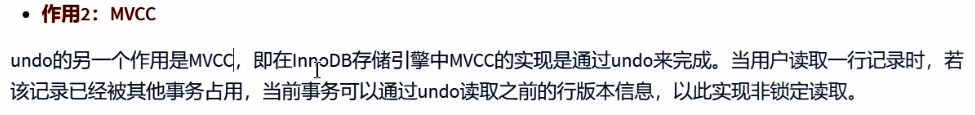 • 作用2：MVCC
undo的另一个作用是MVCC，即在InnoDB存储引擎中MVCC的实现是通过undo来完成。当用户读取一行记录时，若
该记录已经被其他事务占用，当前事务可以通过undo读取之前的行版本信息，以此实现非锁定读取。